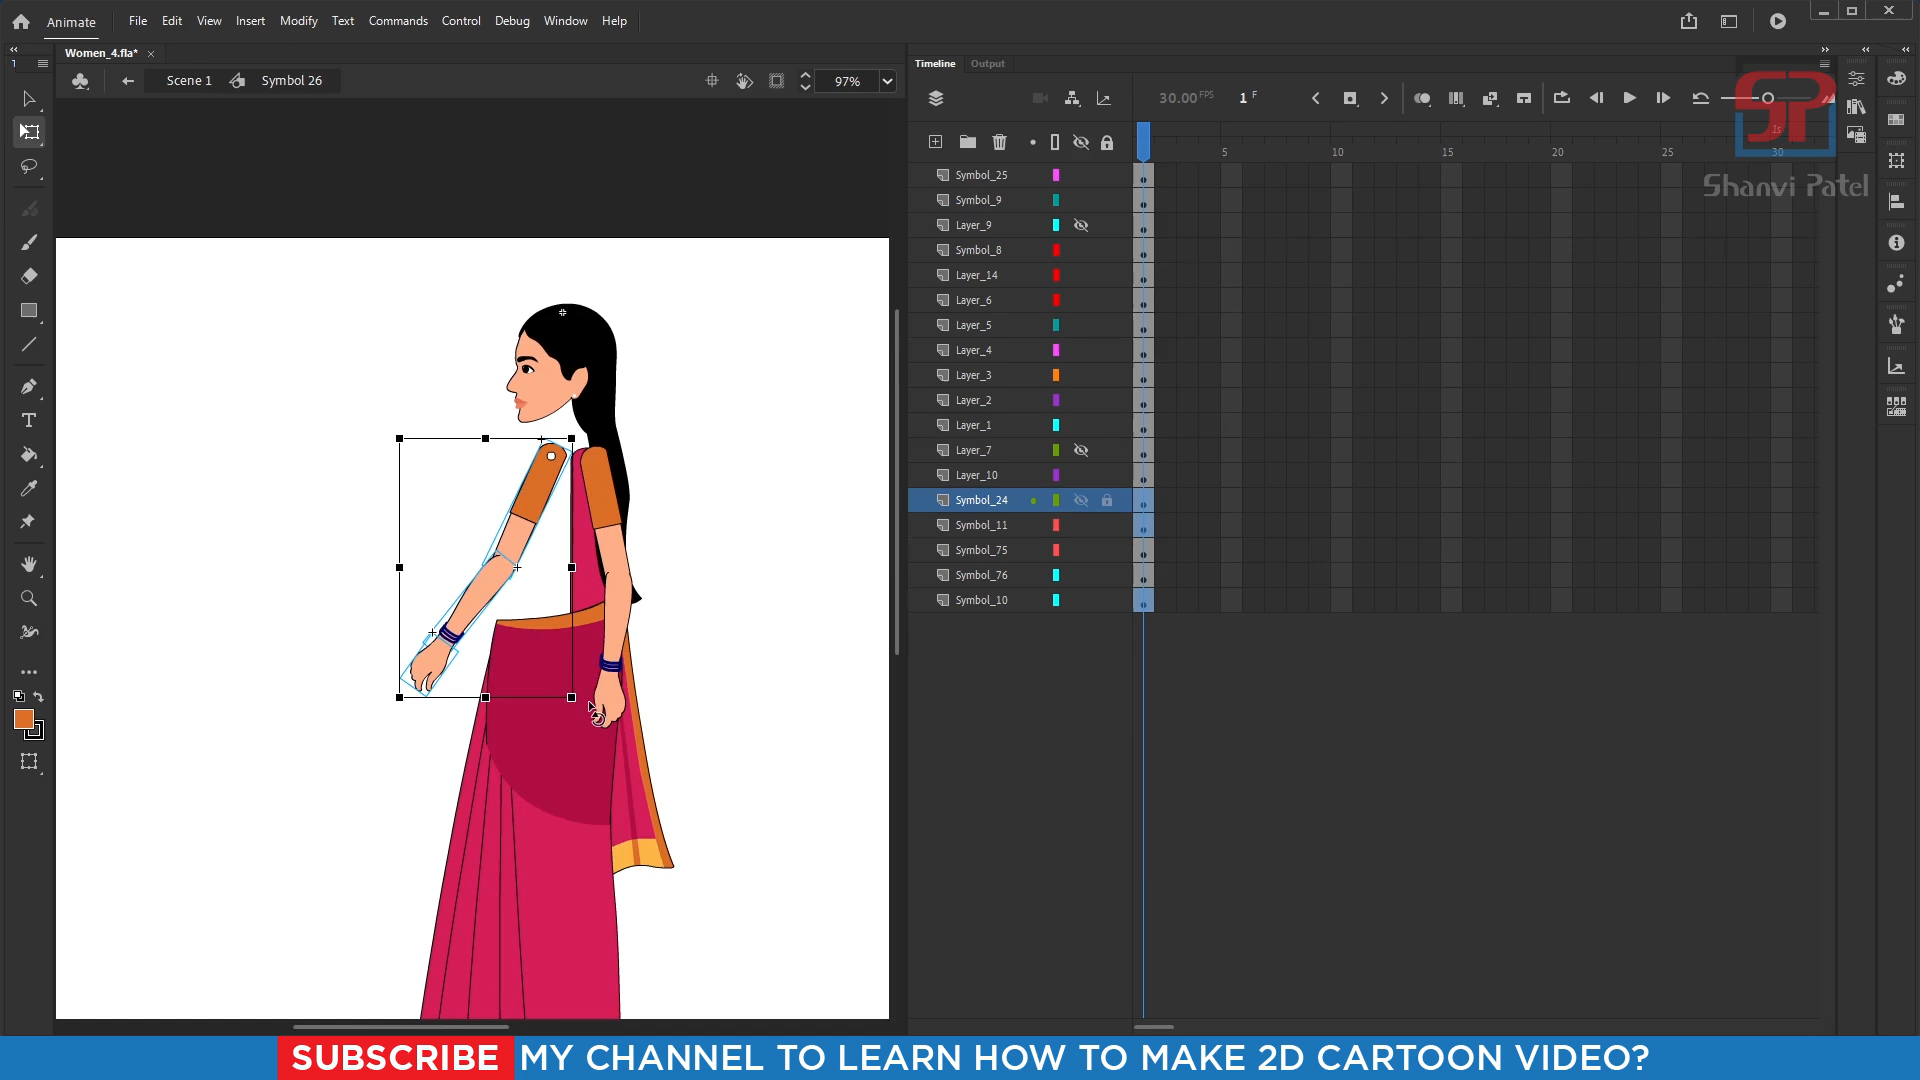 Animate
File Edit View Insert Modify Text Commands Control Debug Window Help
Women_4.fla*
Scene 1
Symbol 26
97%
Timeline
Output
30.00 FPS
1 F
5
10
15
20
25
30
1s
SP
Shanvi Patel
Symbol_25
Symbol_9
Layer_9
Symbol_8
Layer_14
Layer_6
Layer_5
Layer_4
Layer_3
Layer_2
Layer_1
Layer_7
Layer_10
Symbol_24
Symbol_11
Symbol_75
Symbol_76
Symbol_10
SUBSCRIBE MY CHANNEL TO LEARN HOW TO MAKE 2D CARTOON VIDEO?